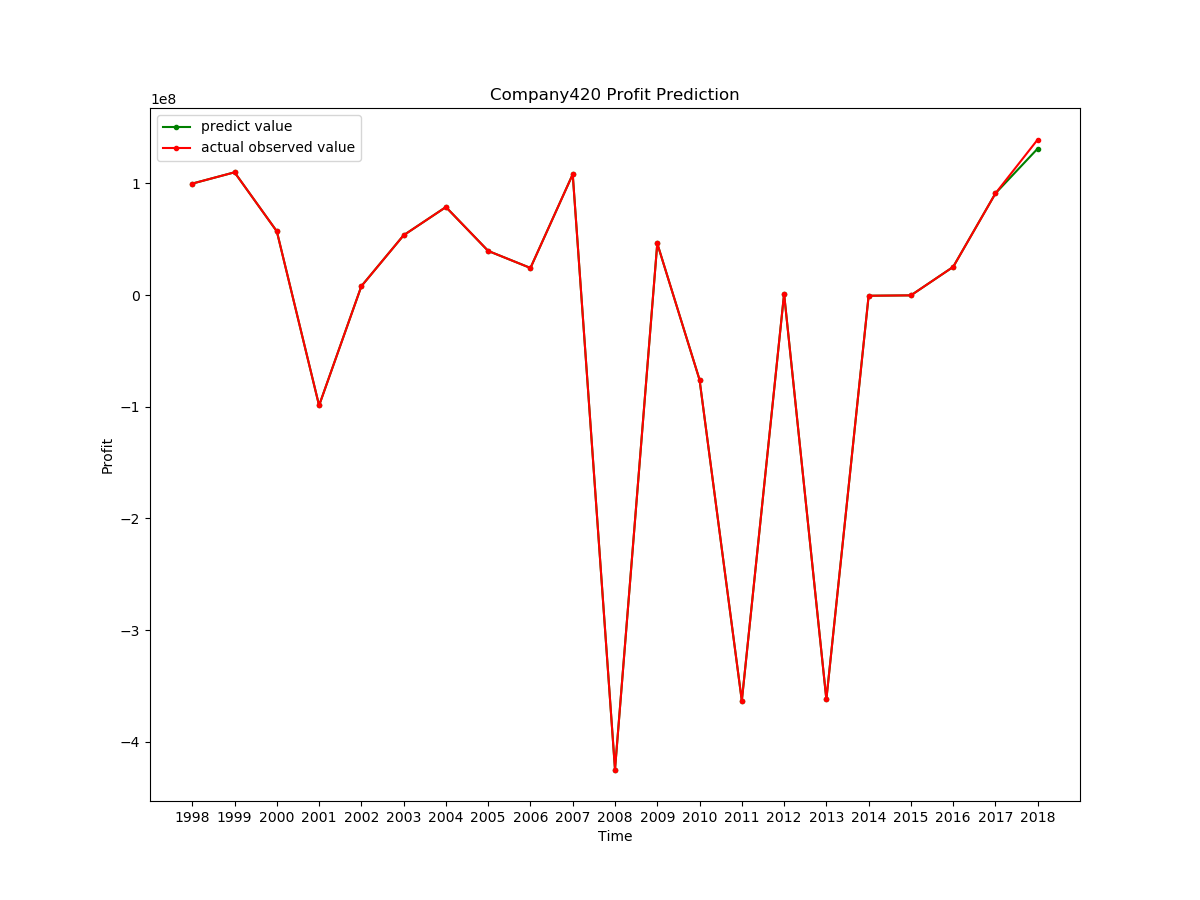 Company420 Profit Prediction
1e8
predict value
actual observed value
1
0
−1
−2
−3
−4
Profit
1998 1999 2000 2001 2002 2003 2004 2005 2006 2007 2008 2009 2010 2011 2012 2013 2014 2015 2016 2017 2018
Time